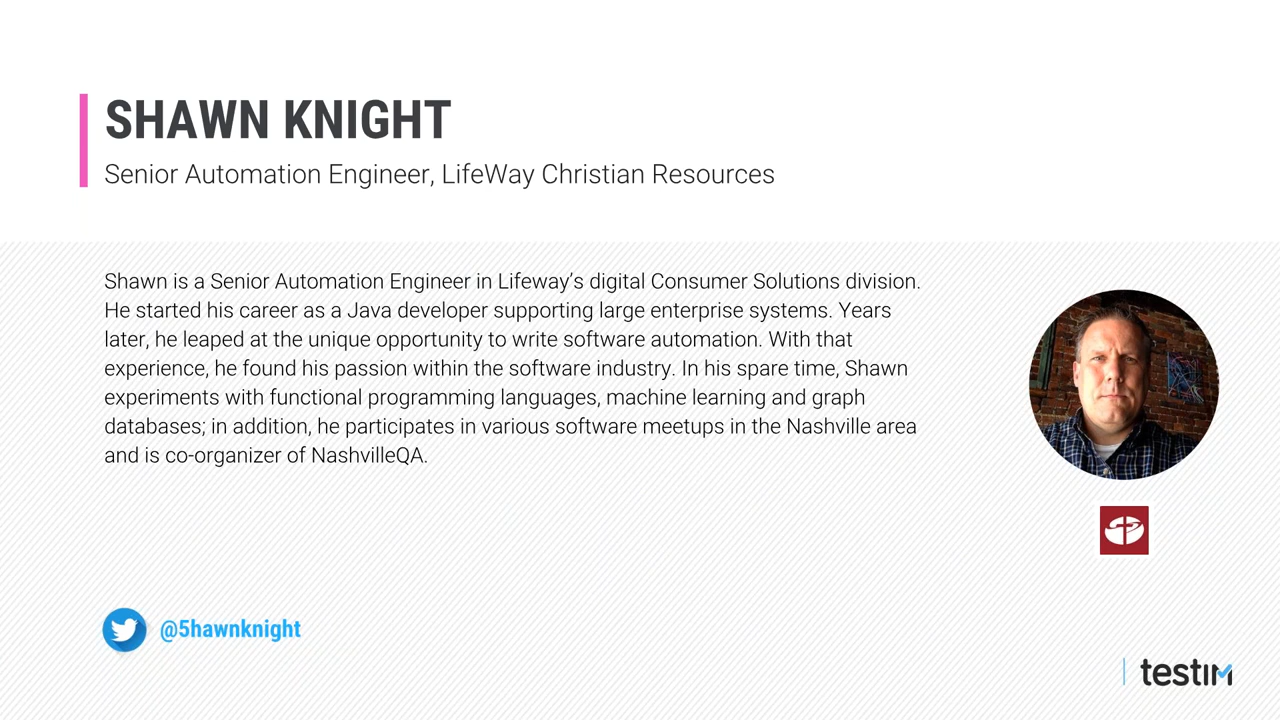 SHAWN KNIGHT
Senior Automation Engineer, LifeWay Christian Resources
Shawn is a Senior Automation Engineer in Lifeway’s digital Consumer Solutions division.
He started his career as a Java developer supporting large enterprise systems. Years
later, he leaped at the unique opportunity to write software automation. With that
experience, he found his passion within the software industry. In his spare time, Shawn
experiments with functional programming languages, machine learning and graph
databases; in addition, he participates in various software meetups in the Nashville area
and is co-organizer of NashvilleQA.
@5hawnknight
testim